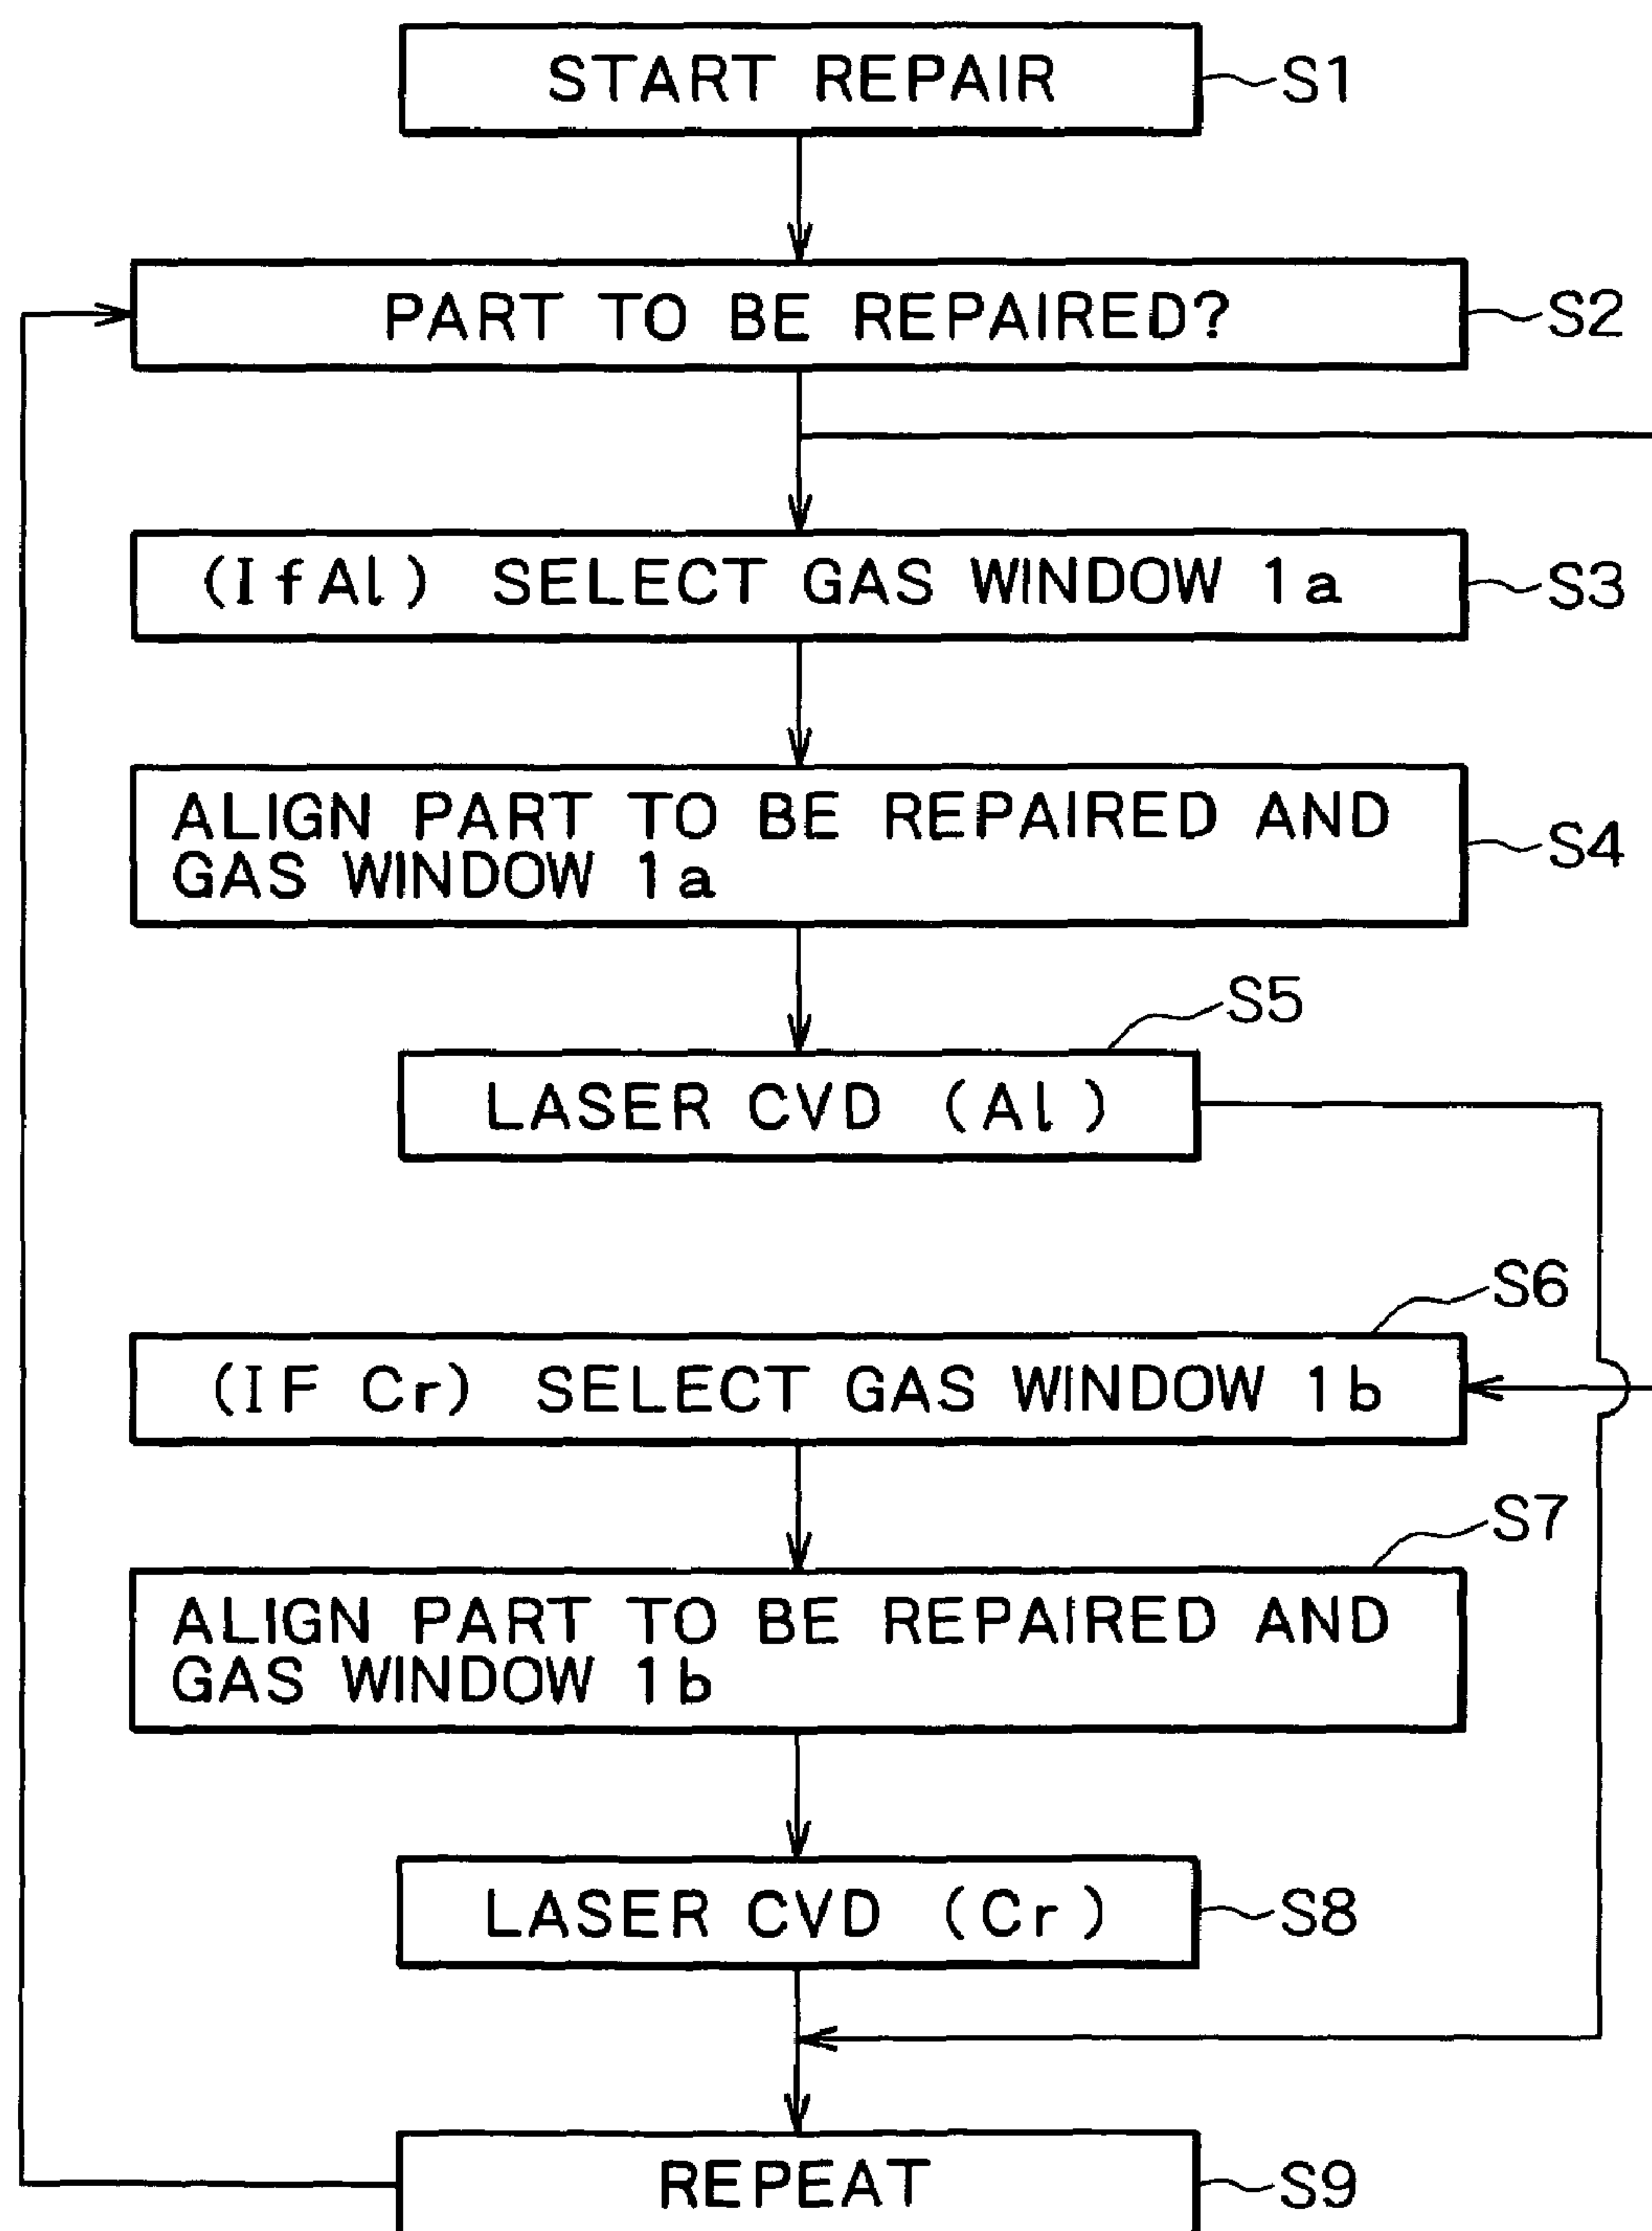 START REPAIR
S1
PART TO BE REPAIRED?
S2
(IfAl) SELECT GAS WINDOW 1a
S3
ALIGN PART TO BE REPAIRED AND
GAS WINDOW 1a
S4
S5
LASER CVD (Al)
S6
(IF Cr) SELECT GAS WINDOW 1b
S7
ALIGN PART TO BE REPAIRED AND
GAS WINDOW 1b
LASER CVD (Cr)
S8
REPEAT
S9